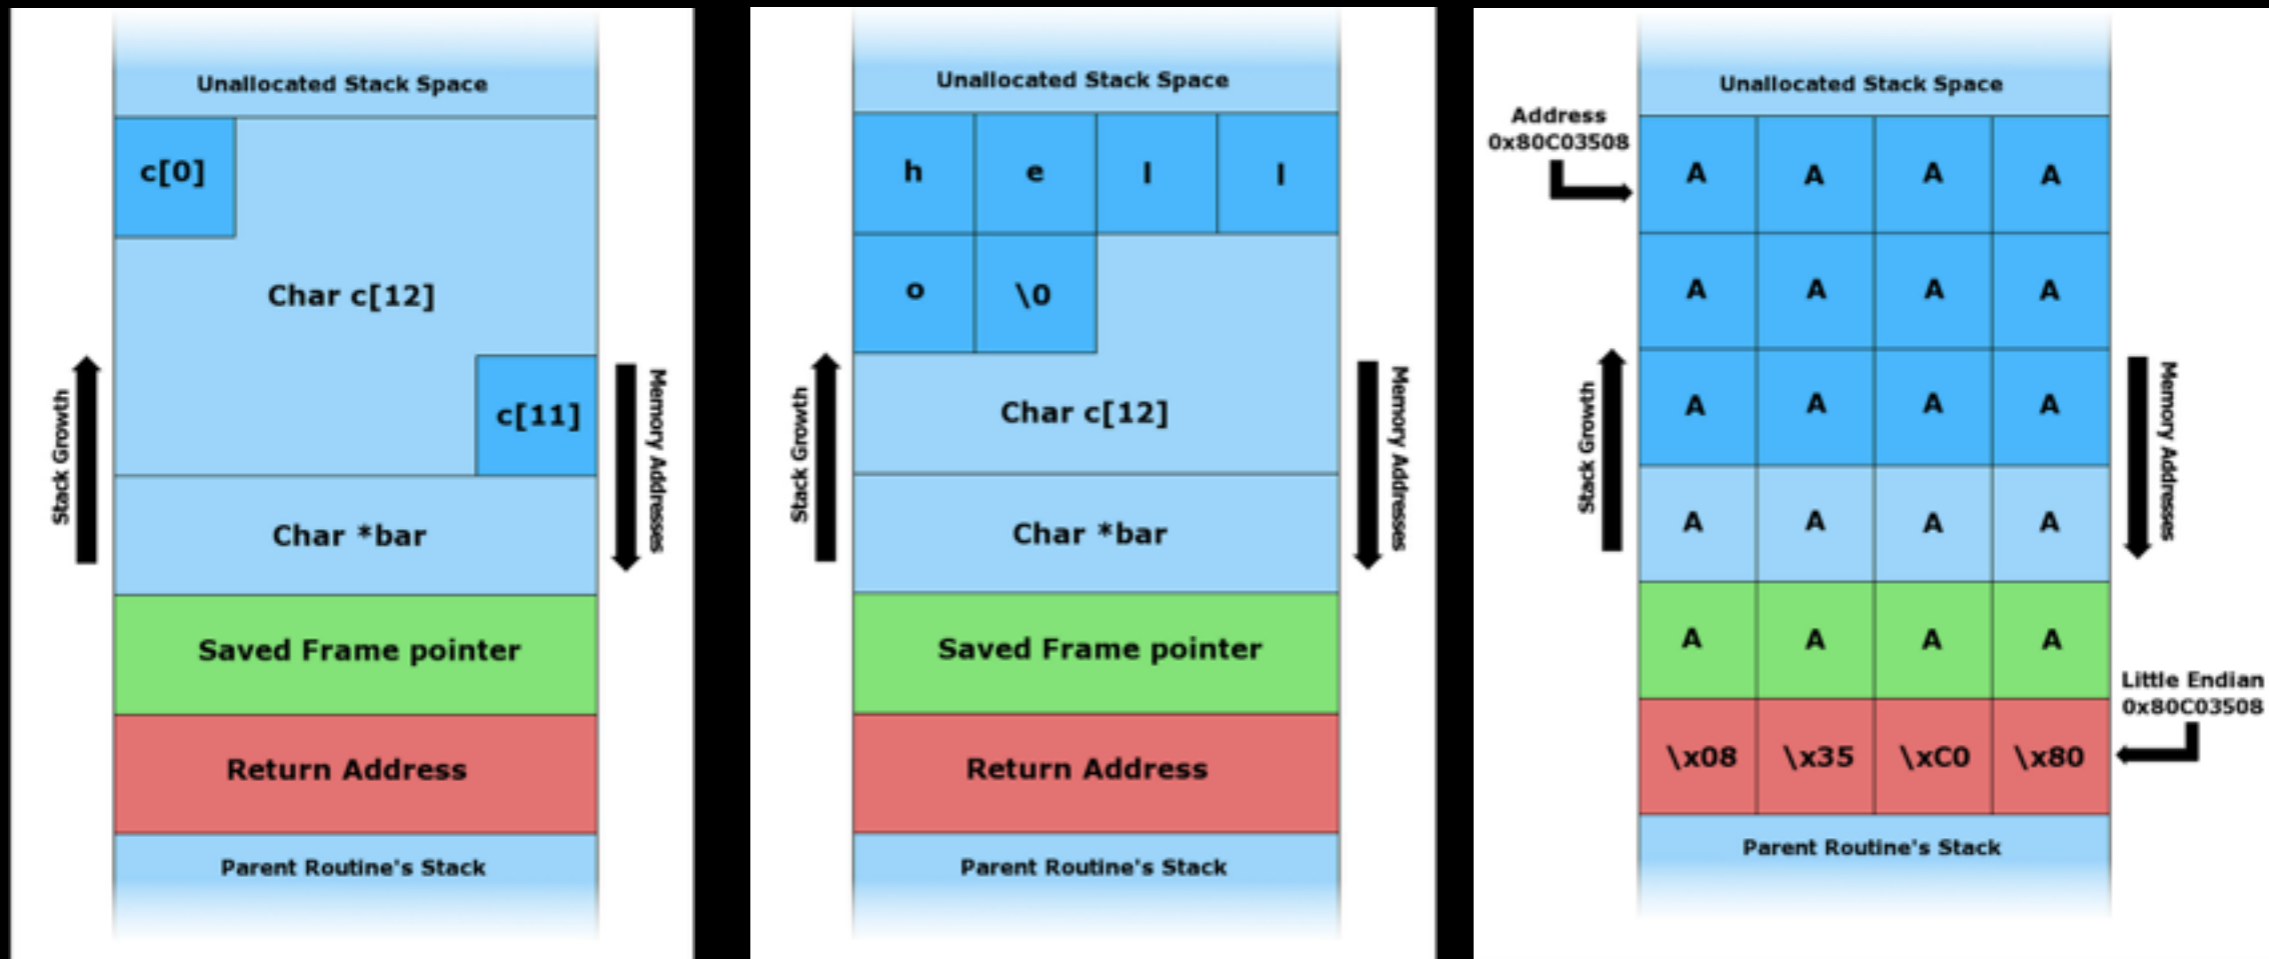 Unallocated Stack Space
c[0]
Char c[12]
c[11]
Stack Growth
Memory Addresses
Char *bar
Saved Frame pointer
Return Address
Parent Routine's Stack
Unallocated Stack Space
h e l l
o \0
Char c[12]
Stack Growth
Memory Addresses
Char *bar
Saved Frame pointer
Return Address
Parent Routine's Stack
Unallocated Stack Space
Address
0x80C03508
A A A A
A A A A
A A A A
Stack Growth
Memory Addresses
A A A A
A A A A
Little Endian
0x80C03508
\x08 \x35 \xC0 \x80
Parent Routine's Stack